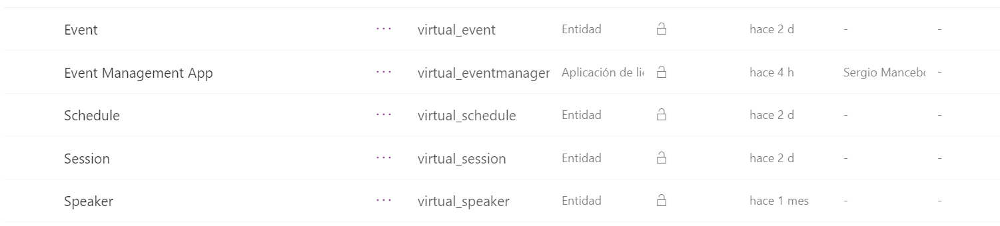 Event ... virtual_event Entidad hace 2 d - -
Event Management App ... virtual_eventmanager Aplicación de lie hace 4 h Sergio Mancebo -
Schedule ... virtual_schedule Entidad hace 2 d - -
Session ... virtual_session Entidad hace 2 d - -
Speaker ... virtual_speaker Entidad hace 1 mes - -